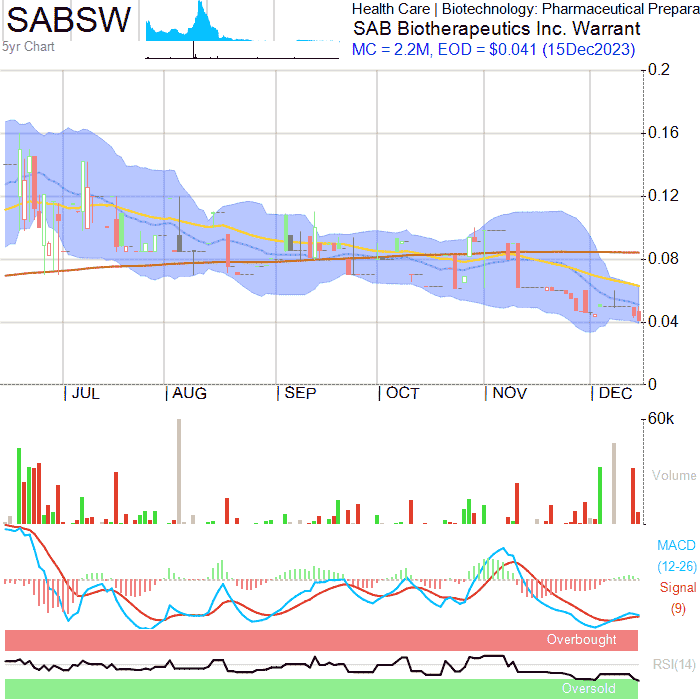 SABSW
Health Care | Biotechnology: Pharmaceutical Prepara
SAB Biotherapeutics Inc. Warrant
5yr Chart
MC = 2.2M, EOD = $0.041 (15Dec2023)
0.2
0.16
0.12
0.08
0.04
0
JUL AUG SEP OCT NOV DEC
60k
Volume
MACD
(12-26)
Signal
(9)
Overbought
RSI(14)
Oversold